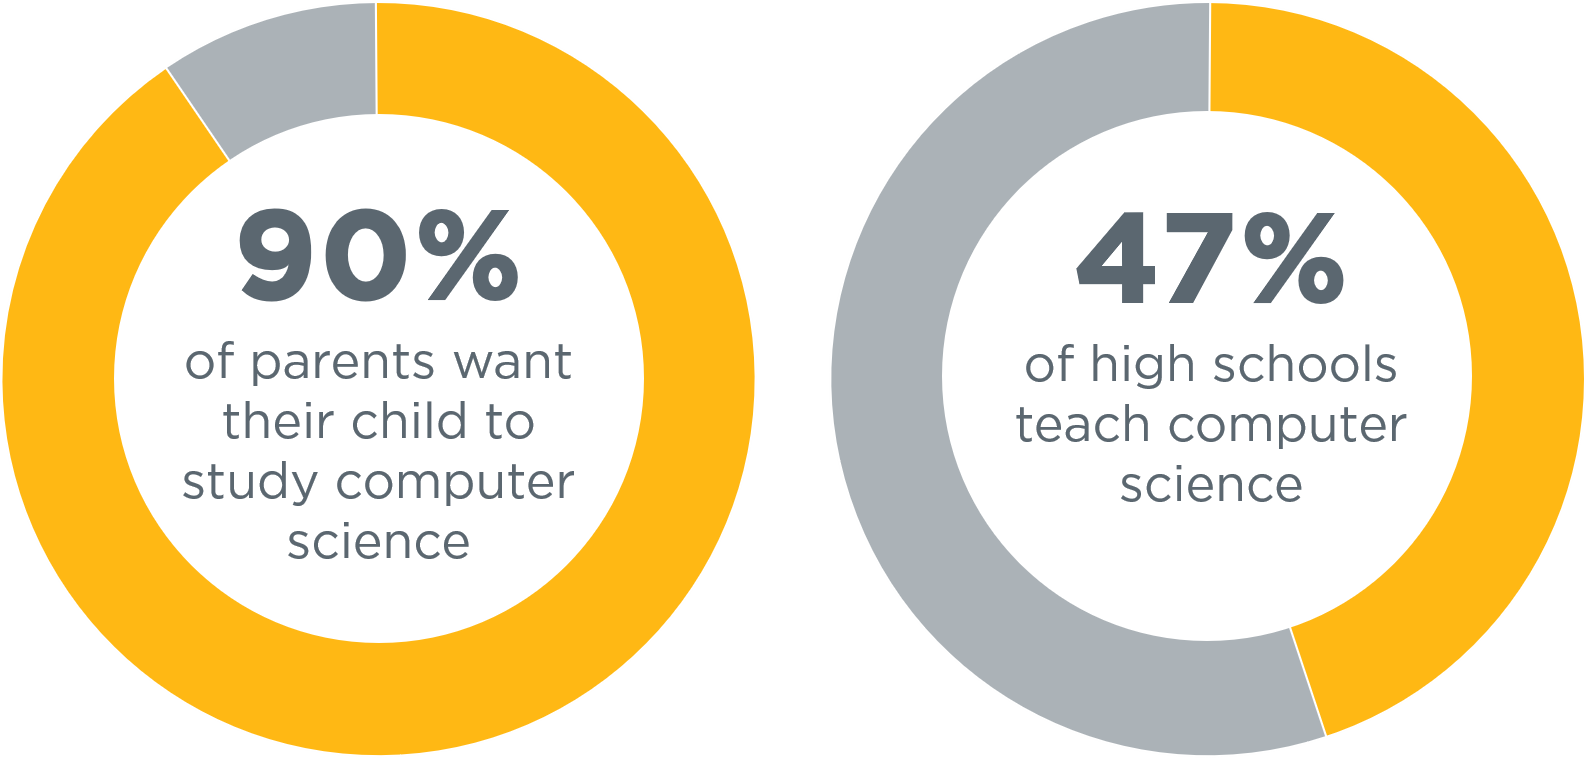 90%
of parents want
their child to
study computer
science
47%
of high schools
teach computer
science